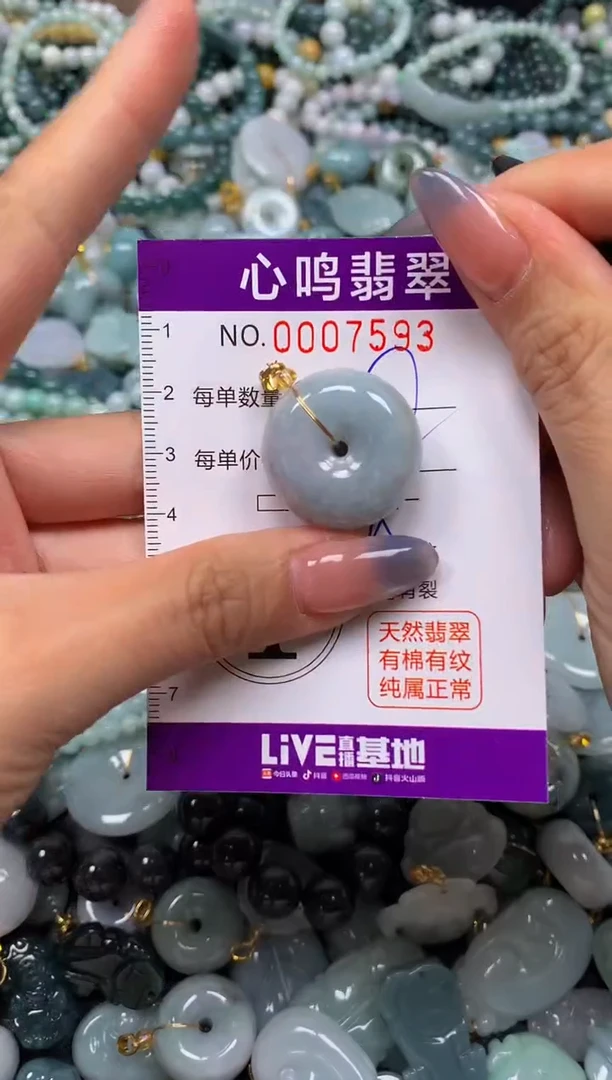 心鸣翡翠
NO.0007593
1
2
每单数量
3
每单价
4
裂
天然翡翠
有棉有纹
纯属正常
7
LiVE直播基地
今日头条 抖音 西瓜视频 抖音火山版